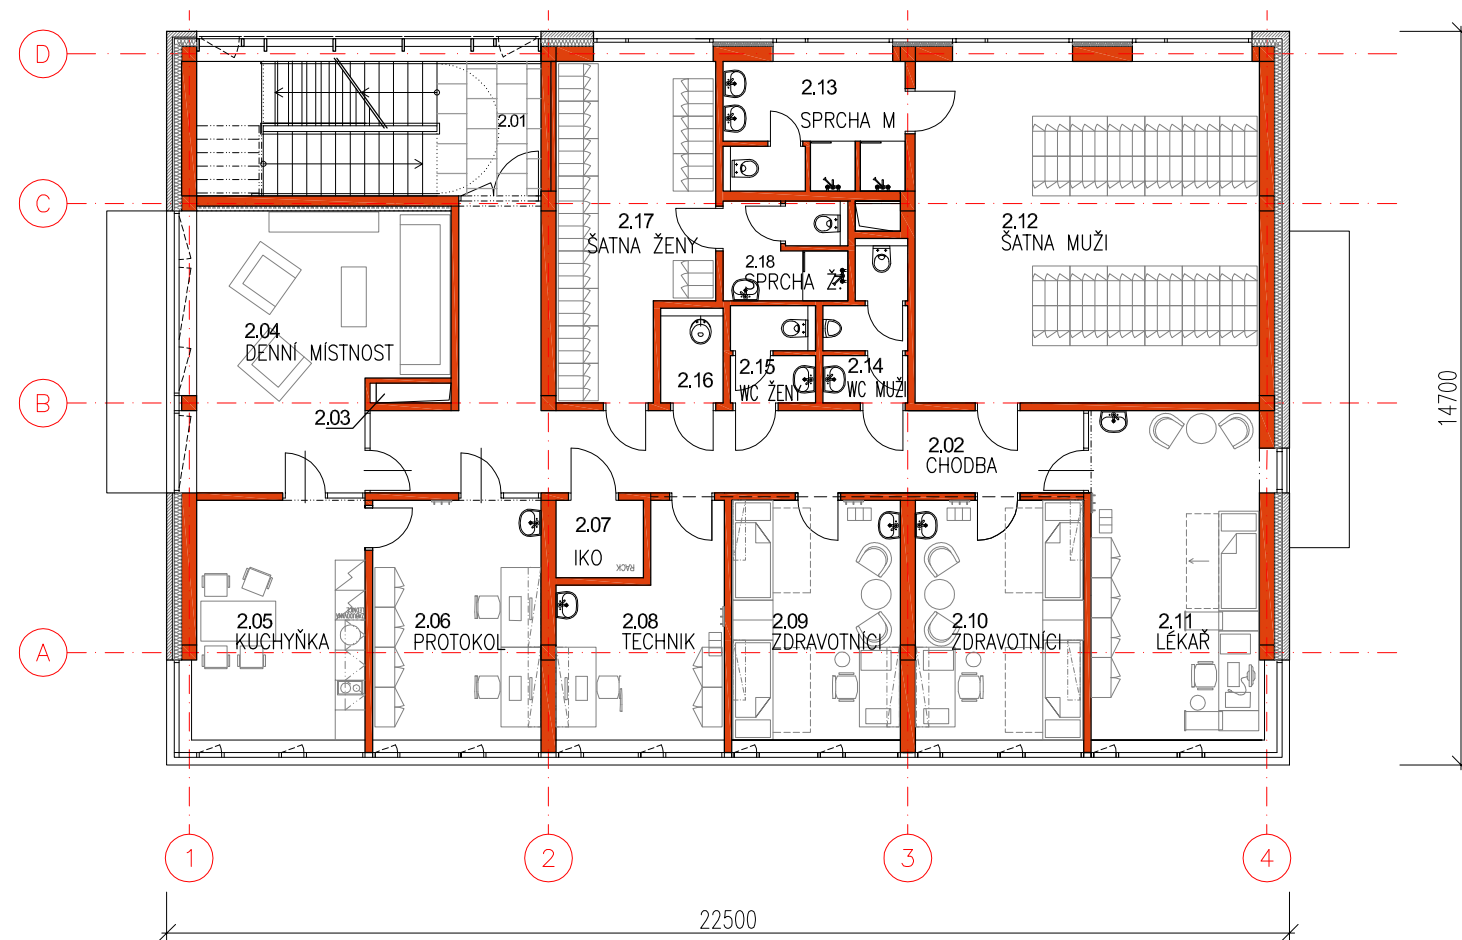 D
2.01
2.13
SPRCHA M
C
2.17
ŠATNA ŽENY
2.12
ŠATNA MUŽI
2.18
SPRCHA Ž.
2.04
DENNÍ MÍSTNOST
2.16
2.15
WC ŽENY
2.14
WC MUŽI
B
2.03
14700
2.02
CHODBA
2.07
IKO
RACK
2.05
KUCHYŇKA
2.06
PROTOKOL
2.08
TECHNIK
2.09
ZDRAVOTNÍCI
2.10
ZDRAVOTNÍCI
2.11
LÉKAŘ
A
1
2
3
4
22500